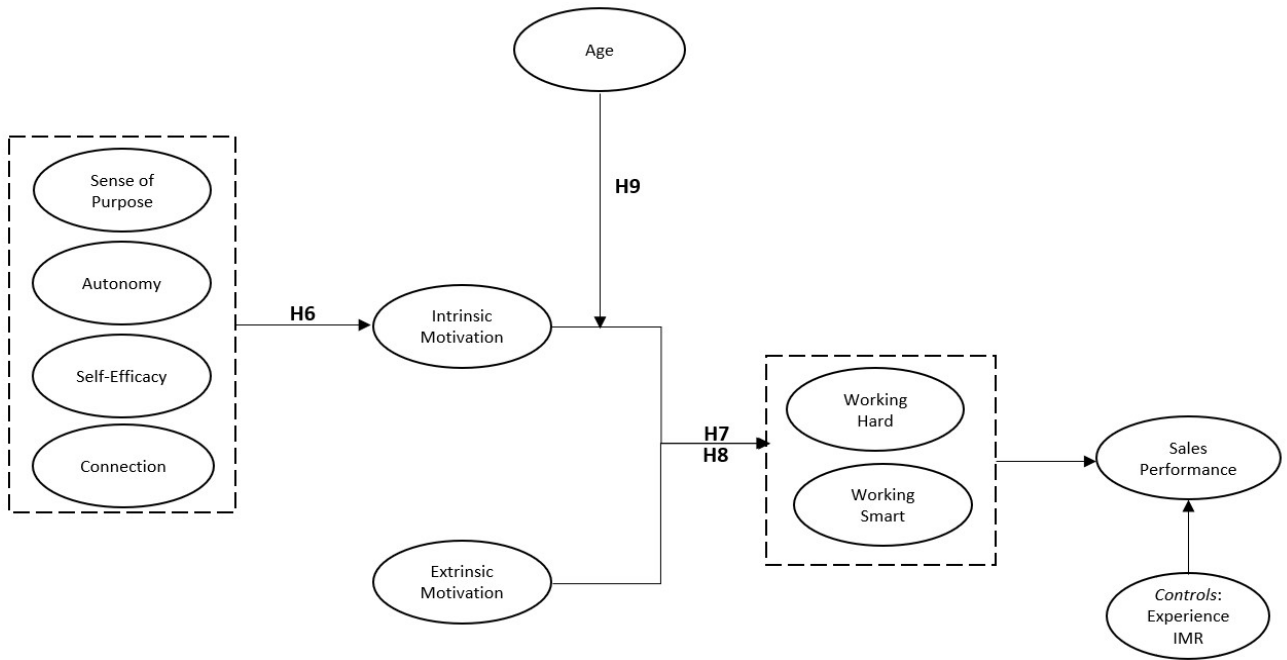 Age
H9
Sense of
Purpose
Autonomy
Self-Efficacy
Connection
H6
Intrinsic
Motivation
Extrinsic
Motivation
H7
H8
Working
Hard
Working
Smart
Sales
Performance
Controls:
Experience
IMR